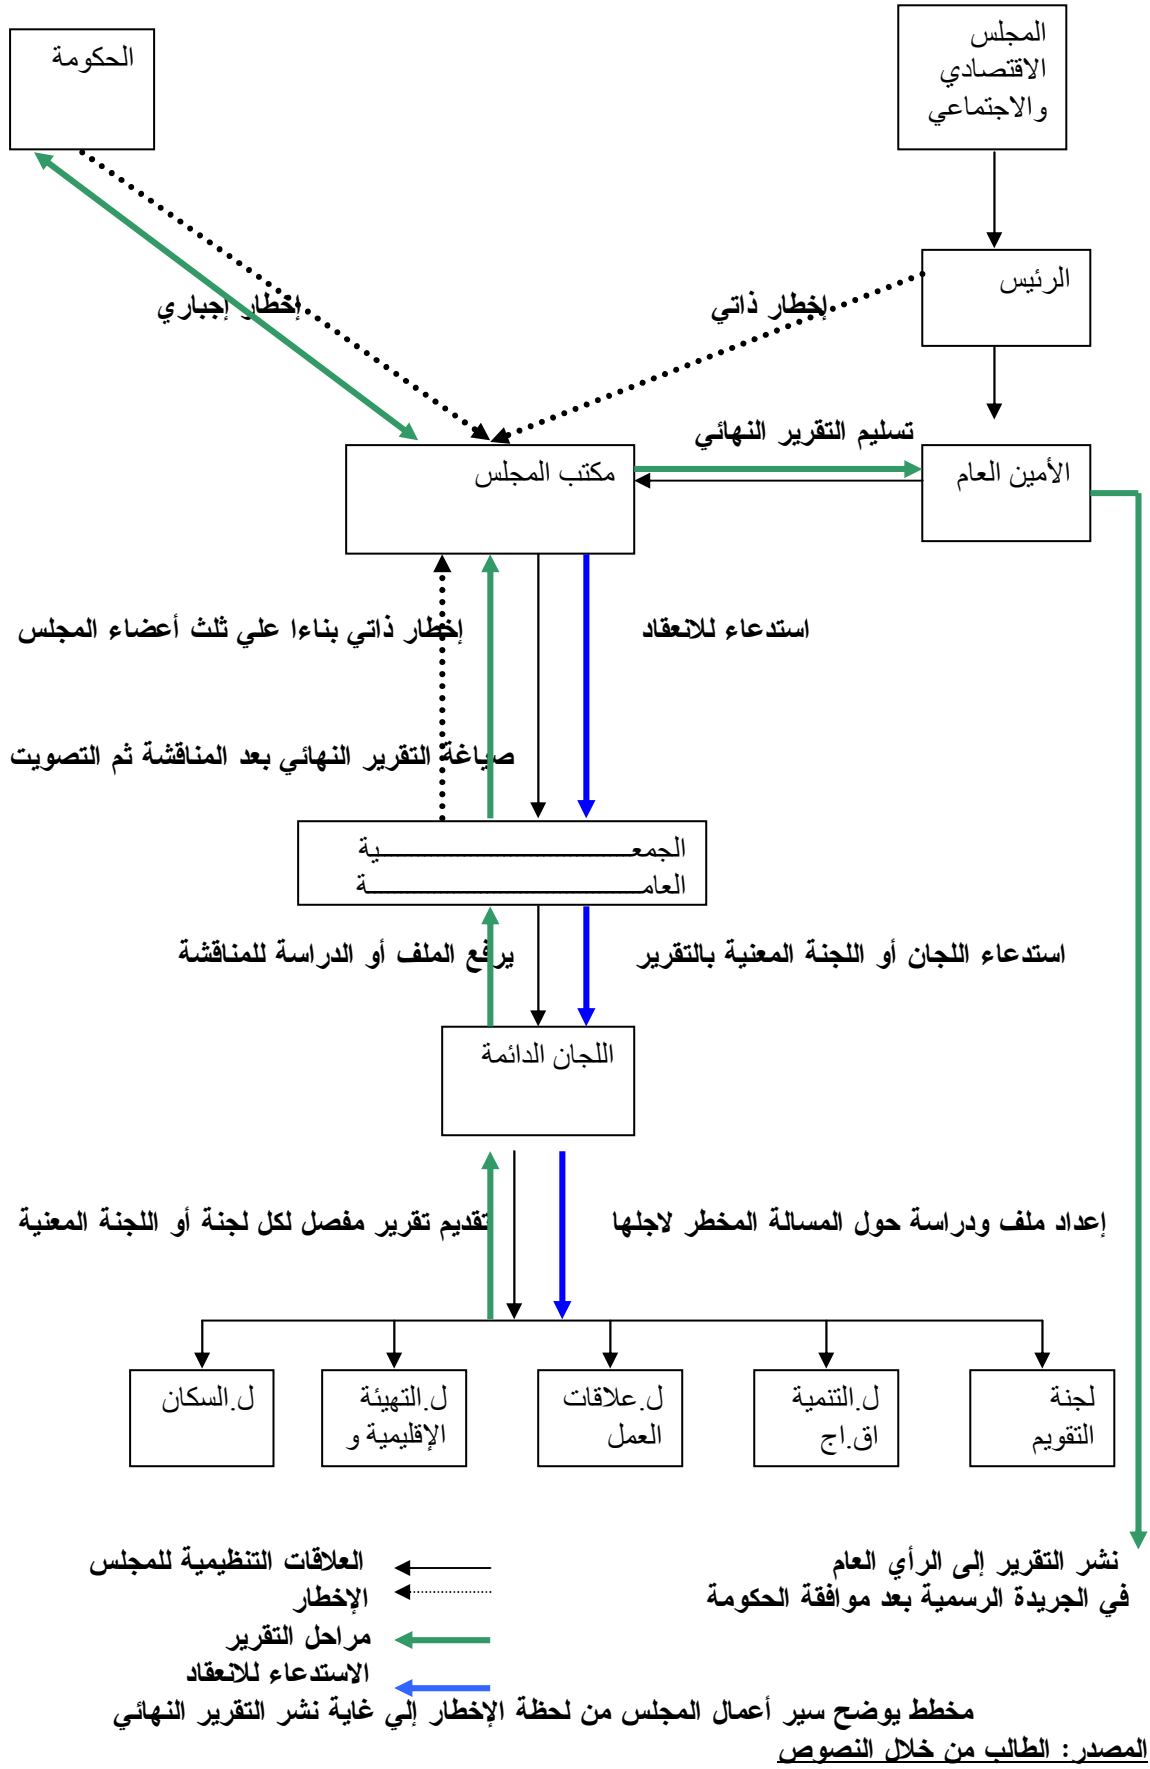 المجلس
الاقتصادي
والاجتماعي
الحكومة
الرئيس
إخطار ذاتي
إخطار إجباري
تسليم التقرير النهائي
الأمين العام
مكتب المجلس
استدعاء للانعقاد
إخطار ذاتي بناءا علي ثلث أعضاء المجلس
صياغة التقرير النهائي بعد المناقشة ثم التصويت
الجمعـــــــــــــــــــــــــــية
العامـــــــــــــــــــــــــــة
استدعاء اللجان أو اللجنة المعنية بالتقرير
يرفع الملف أو الدراسة للمناقشة
اللجان الدائمة
إعداد ملف ودراسة حول المسالة المخطر لاجلها
تقديم تقرير مفصل لكل لجنة أو اللجنة المعنية
لجنة
التقويم
ل.التنمية
اق.اج
ل.علاقات
العمل
ل.التهيئة
الإقليمية و
ل.السكان
نشر التقرير إلى الرأي العام
في الجريدة الرسمية بعد موافقة الحكومة
العلاقات التنظيمية للمجلس
الإخطار
مراحل التقرير
الاستدعاء للانعقاد
مخطط يوضح سير أعمال المجلس من لحظة الإخطار إلي غاية نشر التقرير النهائي
المصدر: الطالب من خلال النصوص